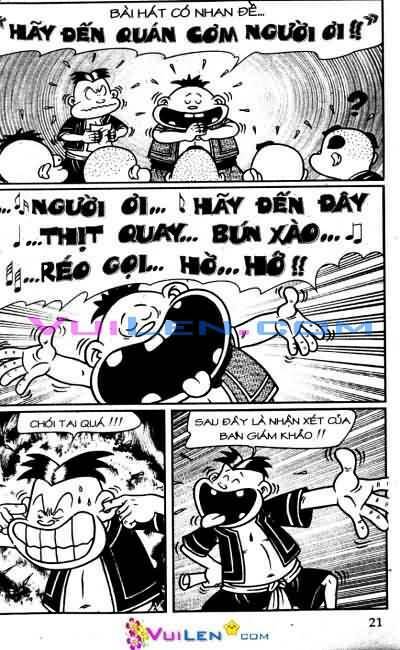 BÀI HÁT CÓ NHAN ĐỀ...
"HÃY ĐẾN QUÁN CƠM NGƯỜI ƠI!!"
?
...NGƯỜI ƠI... HÃY ĐẾN ĐÂY
...THỊT QUAY... BÚN XÀO...
...RÉO GỌI... HỜ... HỚ!!
VUILEN.COM
CHÓI TAI QUÁ!!!
SAU ĐÂY LÀ NHẬN XÉT CỦA
BAN GIÁM KHẢO!!
21
VUILEN.COM